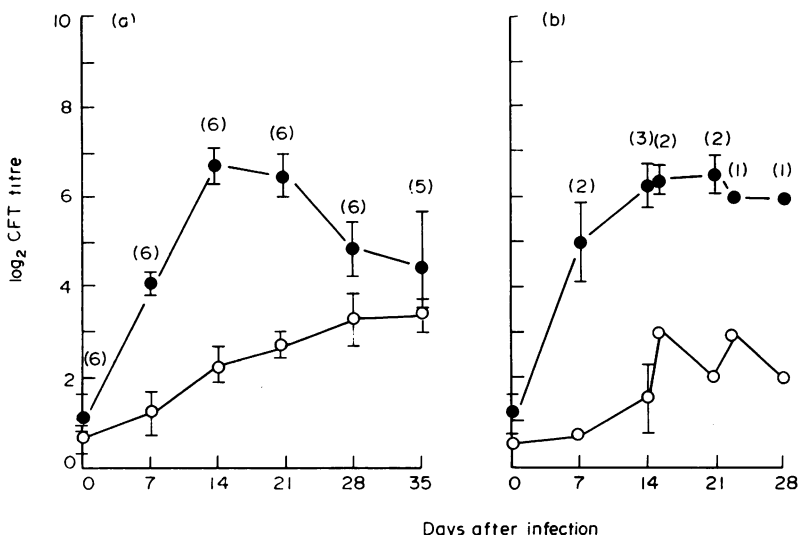 10 (a) (b)
8
(6) (6) (3) (2) (2) (1) (1)
(6) (5) (2)
6
(6)
(6)
log₂ CFT titre
4
(6)
2
0
0 7 14 21 28 35 0 7 14 21 28
Days after infection